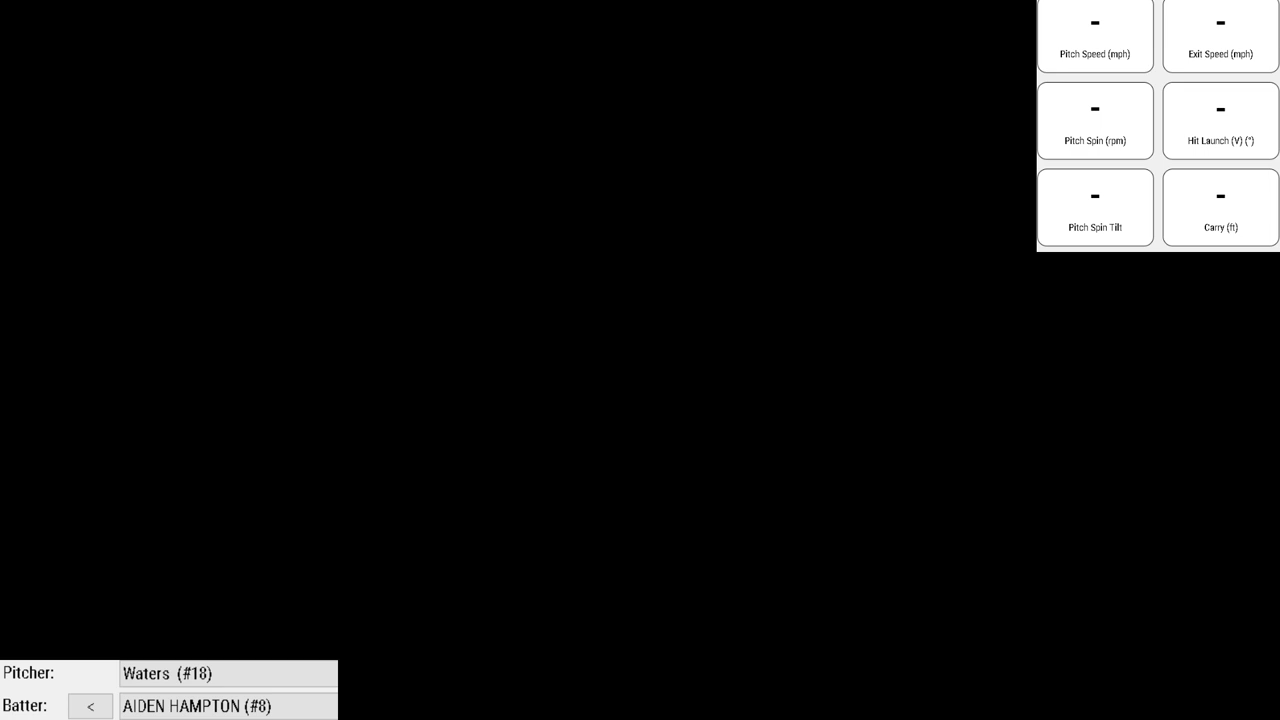 - -
Pitch Speed (mph) Exit Speed (mph)
- -
Pitch Spin (rpm) Hit Launch (V) (°)
- -
Pitch Spin Tilt Carry (ft)
Pitcher: Waters (#18)
Batter: < AIDEN HAMPTON (#8)